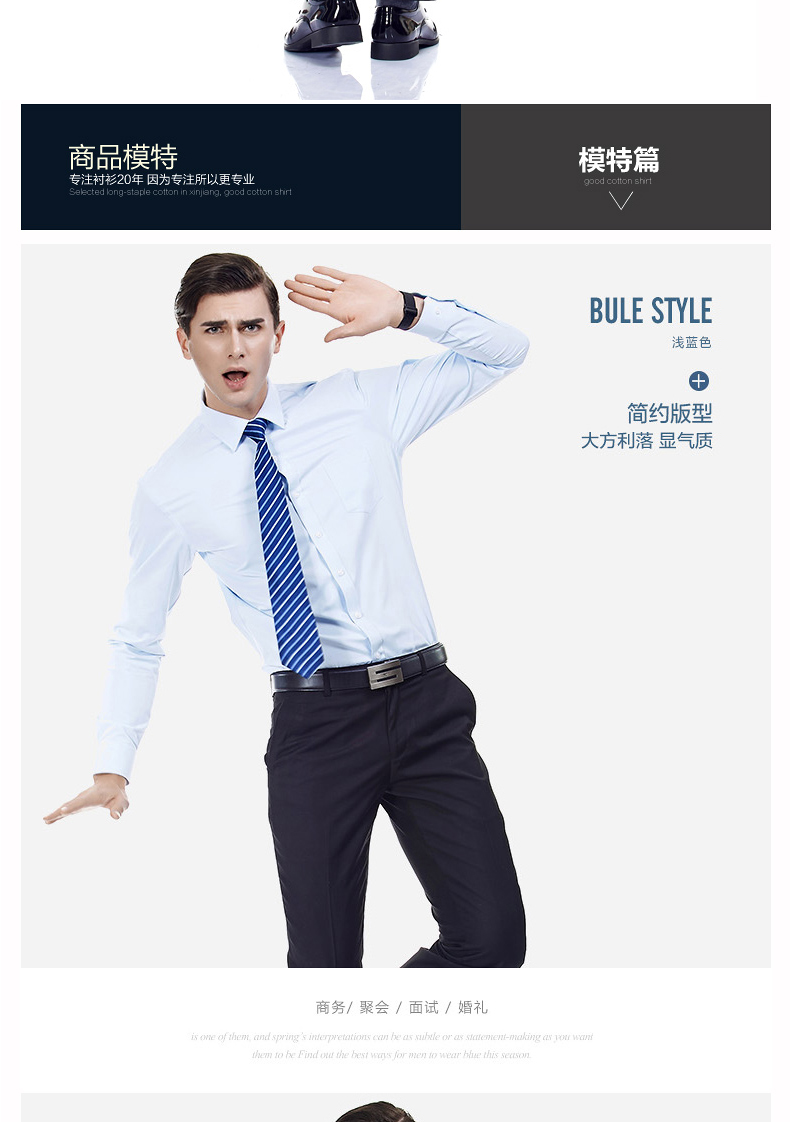 商品模特
专注衬衫20年 因为专注所以更专业
Selected long-staple cotton in xinjiang, good cotton shirt
模特篇
good cotton shirt
BULE STYLE
浅蓝色
简约版型
大方利落 显气质
商务/ 聚会 / 面试 / 婚礼
is one of them, and spring's interpretations can be as subtle or as statement-making as you want
them to be Find out the best ways for men to wear blue this season.